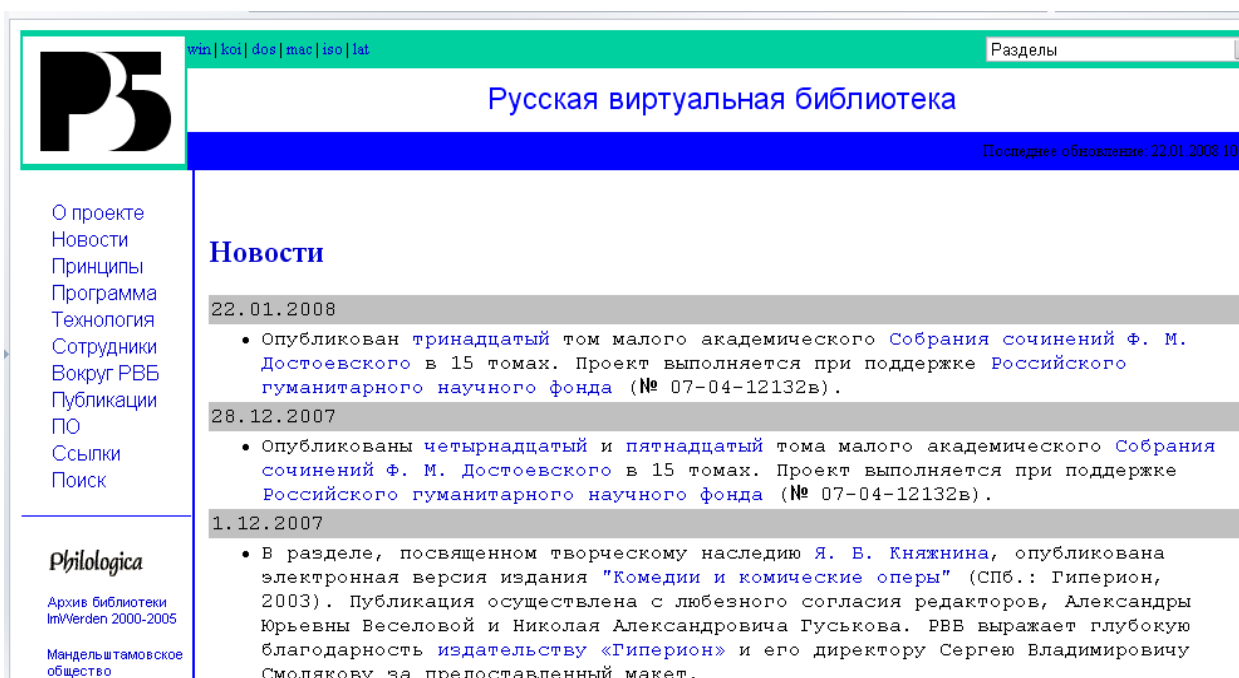 win | koi | dos | mac | iso | lat
Разделы
Русская виртуальная библиотека
Последнее обновление: 22.01.2008
О проекте
Новости
Принципы
Программа
Технология
Сотрудники
Вокруг РВБ
Публикации
ПО
Ссылки
Поиск
Philologica
Архив библиотеки
ImWerden 2000-2005
Мандельштамовское
общество
Новости
22.01.2008
• Опубликован тринадцатый том малого академического Собрания сочинений Ф. М.
Достоевского в 15 томах. Проект выполняется при поддержке Российского
гуманитарного научного фонда (№ 07-04-12132в).
28.12.2007
• Опубликованы четырнадцатый и пятнадцатый тома малого академического Собрания
сочинений Ф. М. Достоевского в 15 томах. Проект выполняется при поддержке
Российского гуманитарного научного фонда (№ 07-04-12132в).
1.12.2007
• В разделе, посвященном творческому наследию Я. Б. Княжнина, опубликована
электронная версия издания "Комедии и комические оперы" (СПб.: Гиперион,
2003). Публикация осуществлена с любезного согласия редакторов, Александры
Юрьевны Веселовой и Николая Александровича Гуськова. РВБ выражает глубокую
благодарность издательству «Гиперион» и его директору Сергею Владимировичу
Смолякову за предоставленный макет.